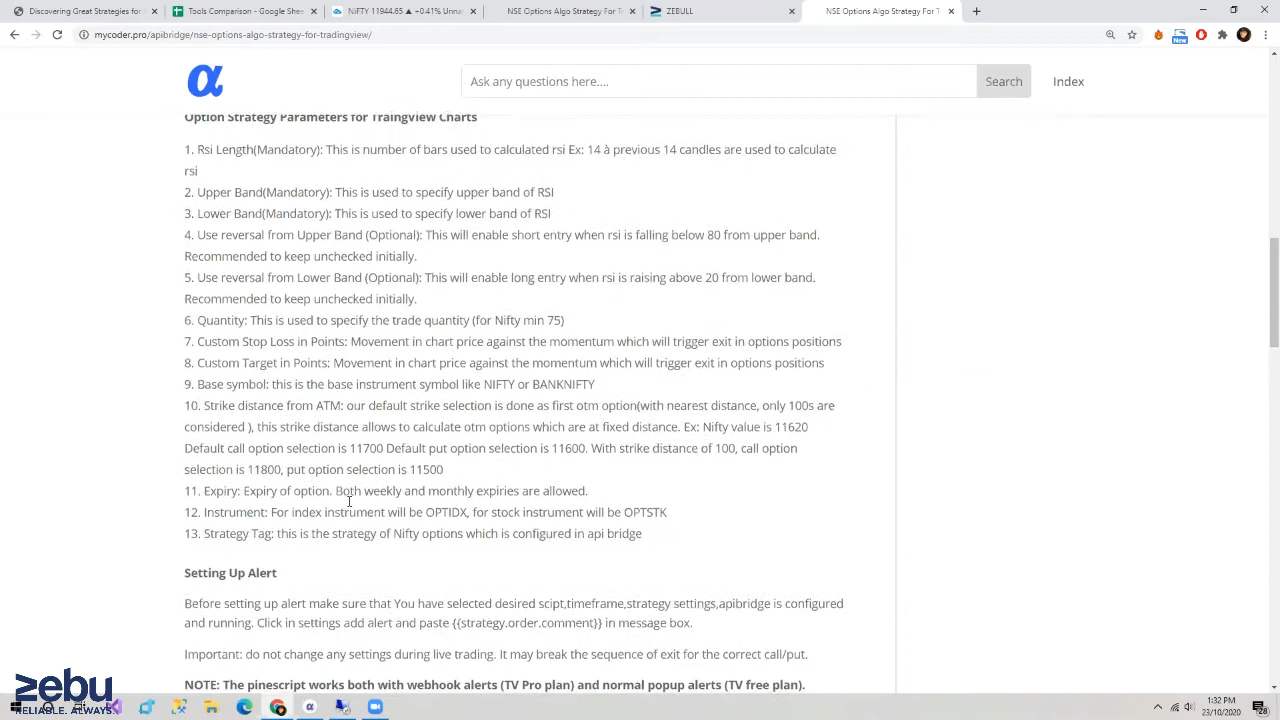 Discovering Great Strategies for
Tools Comparison - Google Shee
NIFTY 11944.65 ▲ +0.41% Unna
NSE Options Algo Strategy For T
ZEBULL
NSE Options Algo Strategy For T
mycoder.pro/apibridge/nse-options-algo-strategy-for-tradingview/
New
α
Ask any questions here....
Search
Index
Option Strategy Parameters for TraingView Charts
1. Rsi Length(Mandatory): This is number of bars used to calculated rsi Ex: 14 à previous 14 candles are used to calculate
rsi
2. Upper Band(Mandatory): This is used to specify upper band of RSI
3. Lower Band(Mandatory): This is used to specify lower band of RSI
4. Use reversal from Upper Band (Optional): This will enable short entry when rsi is falling below 80 from upper band.
Recommended to keep unchecked initially.
5. Use reversal from Lower Band (Optional): This will enable long entry when rsi is raising above 20 from lower band.
Recommended to keep unchecked initially.
6. Quantity: This is used to specify the trade quantity (for Nifty min 75)
7. Custom Stop Loss in Points: Movement in chart price against the momentum which will trigger exit in options positions
8. Custom Target in Points: Movement in chart price against the momentum which will trigger exit in options positions
9. Base symbol: this is the base instrument symbol like NIFTY or BANKNIFTY
10. Strike distance from ATM: our default strike selection is done as first otm option(with nearest distance, only 100s are
considered ), this strike distance allows to calculate otm options which are at fixed distance. Ex: Nifty value is 11620
Default call option selection is 11700 Default put option selection is 11600. With strike distance of 100, call option
selection is 11800, put option selection is 11500
11. Expiry: Expiry of option. Both weekly and monthly expiries are allowed.
12. Instrument: For index instrument will be OPTIDX, for stock instrument will be OPTSTK
13. Strategy Tag: this is the strategy of Nifty options which is configured in api bridge
Setting Up Alert
Before setting up alert make sure that You have selected desired scipt,timeframe,strategy settings,apibridge is configured
and running. Click in settings add alert and paste {{strategy.order.comment}} in message box.
Important: do not change any settings during live trading. It may break the sequence of exit for the correct call/put.
NOTE: The pinescript works both with webhook alerts (TV Pro plan) and normal popup alerts (TV free plan).
zebu
RELIABLE. ALWAYS.
1:32 PM
23/10/2020
28